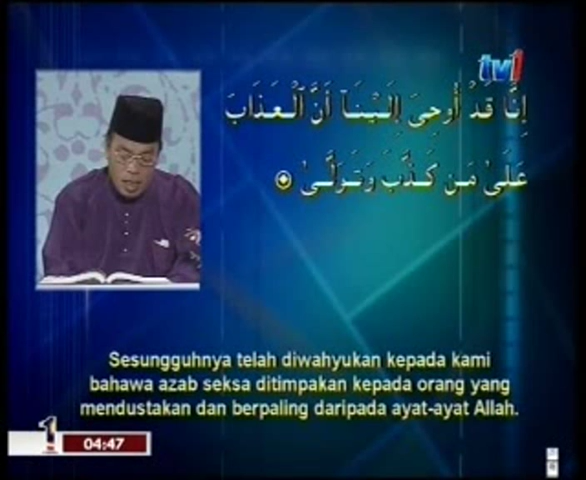 tv1
إِنَّا قَدْ أُوحِىَ إِلَيْنَآ أَنَّ ٱلْعَذَابَ
عَلَىٰ مَن كَذَّبَ وَتَوَلَّىٰ
Sesungguhnya telah diwahyukan kepada kami
bahawa azab seksa ditimpakan kepada orang yang
mendustakan dan berpaling daripada ayat-ayat Allah.
1
04:47